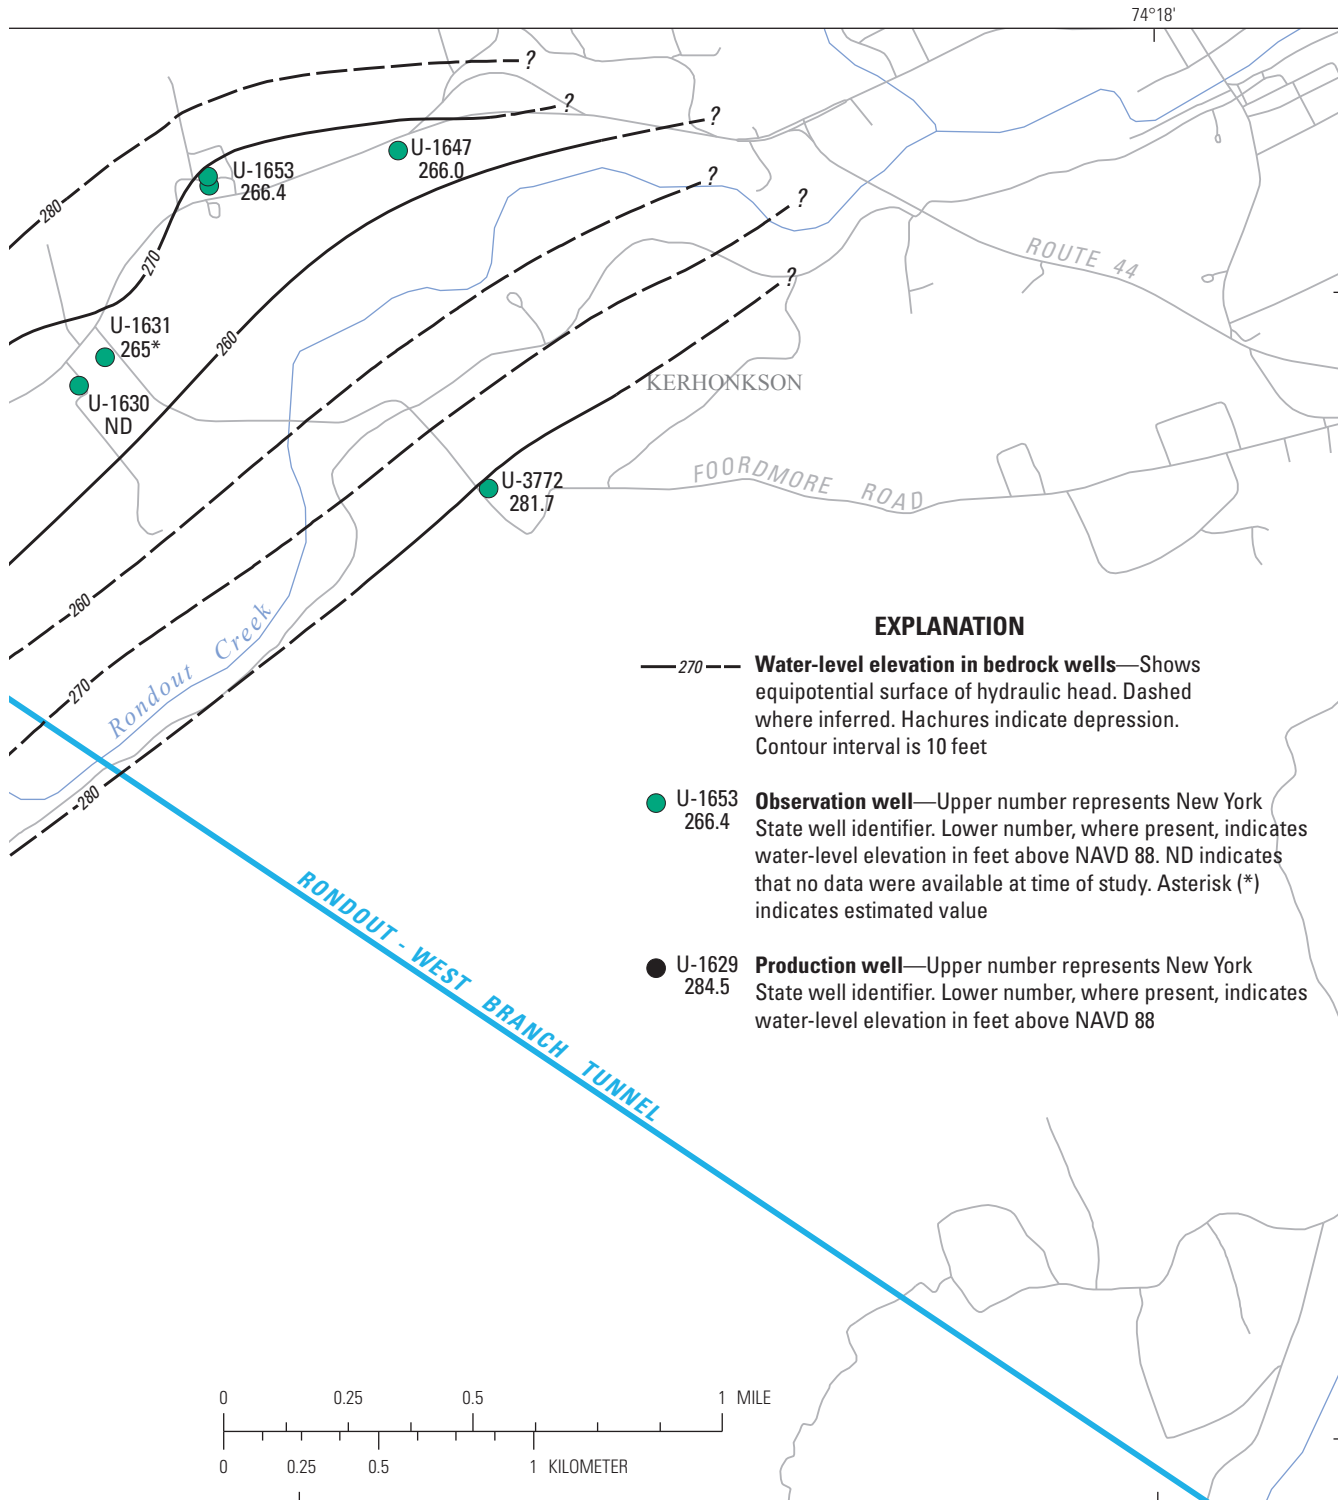 74°18'
?
?
?
U-1647
266.0
U-1653
266.4
?
?
280
270
ROUTE 44
?
U-1631
265*
260
U-1630
ND
KERHONKSON
U-3772
281.7
FOORDMORE ROAD
260
Rondout Creek
270
280
EXPLANATION
270 Water-level elevation in bedrock wells—Shows
equipotential surface of hydraulic head. Dashed
where inferred. Hachures indicate depression.
Contour interval is 10 feet
U-1653 Observation well—Upper number represents New York
266.4 State well identifier. Lower number, where present, indicates
water-level elevation in feet above NAVD 88. ND indicates
that no data were available at time of study. Asterisk (*)
indicates estimated value
U-1629 Production well—Upper number represents New York
284.5 State well identifier. Lower number, where present, indicates
water-level elevation in feet above NAVD 88
RONDOUT - WEST BRANCH TUNNEL
0 0.25 0.5 1 MILE
0 0.25 0.5 1 KILOMETER